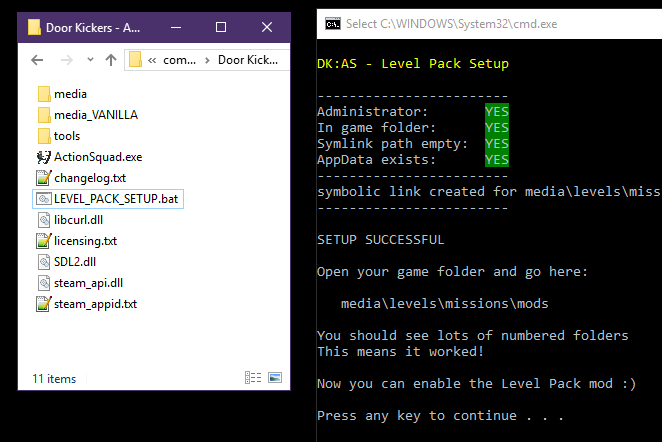 Door Kickers - A...
com...
Door Kick...
media
media_VANILLA
tools
ActionSquad.exe
changelog.txt
LEVEL_PACK_SETUP.bat
libcurl.dll
licensing.txt
SDL2.dll
steam_api.dll
steam_appid.txt
11 items
Select C:\WINDOWS\System32\cmd.exe
DK:AS - Level Pack Setup
------------------------
Administrator: YES
In game folder: YES
Symlink path empty: YES
AppData exists: YES
------------------------
symbolic link created for media\levels\miss
------------------------
SETUP SUCCESSFUL
Open your game folder and go here:
media\levels\missions\mods
You should see lots of numbered folders
This means it worked!
Now you can enable the Level Pack mod :)
Press any key to continue . . .